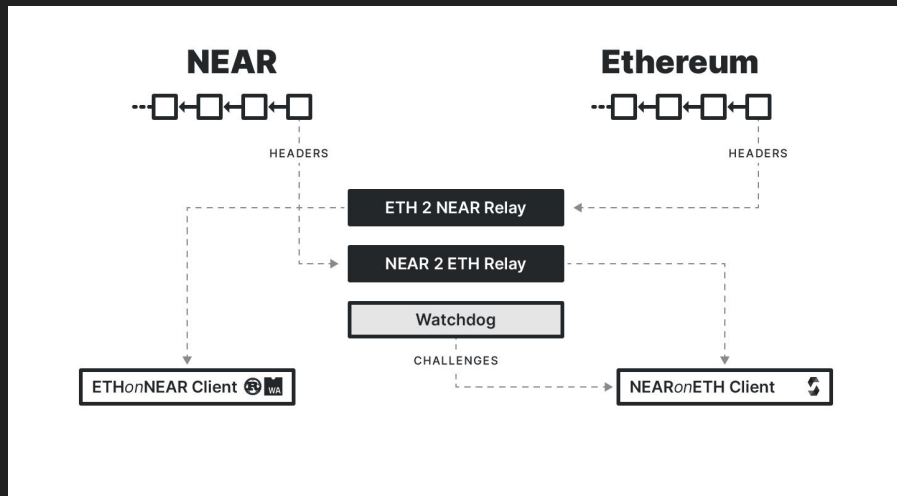 NEAR
Ethereum
HEADERS
HEADERS
ETH 2 NEAR Relay
NEAR 2 ETH Relay
Watchdog
CHALLENGES
ETHonNEAR Client
WA
NEARonETH Client